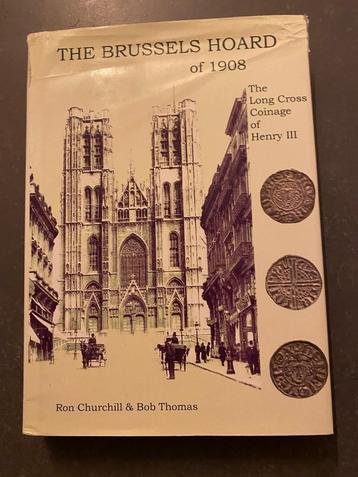 THE BRUSSELS HOARD
of 1908
The
Long Cross
Coinage
of
Henry III
Ron Churchill & Bob Thomas